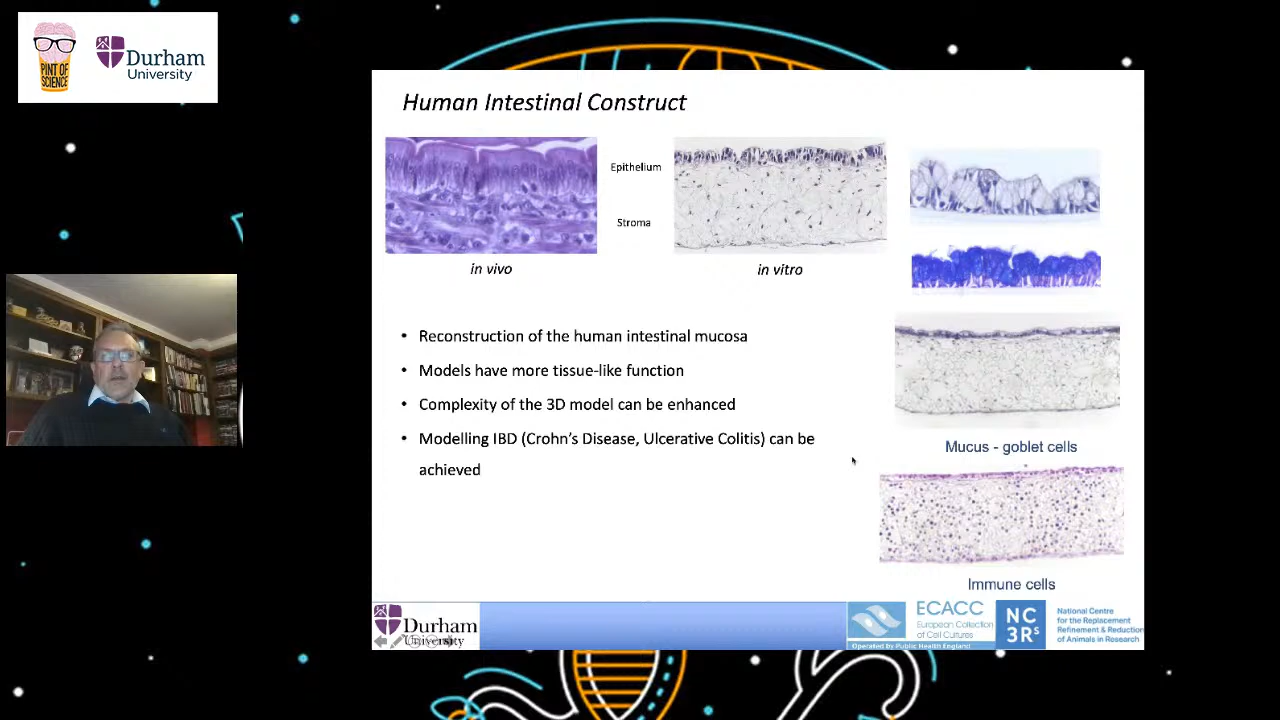 PINT OF
SCIENCE
Durham
University
Human Intestinal Construct
Epithelium
Stroma
in vivo
in vitro
• Reconstruction of the human intestinal mucosa
• Models have more tissue-like function
• Complexity of the 3D model can be enhanced
• Modelling IBD (Crohn's Disease, Ulcerative Colitis) can be
achieved
Mucus - goblet cells
Immune cells
Durham
University
ECACC
European Collection
of Cell Cultures
Operated by Public Health England
NC
3Rs
National Centre
for the Replacement
Refinement & Reduction
of Animals in Research